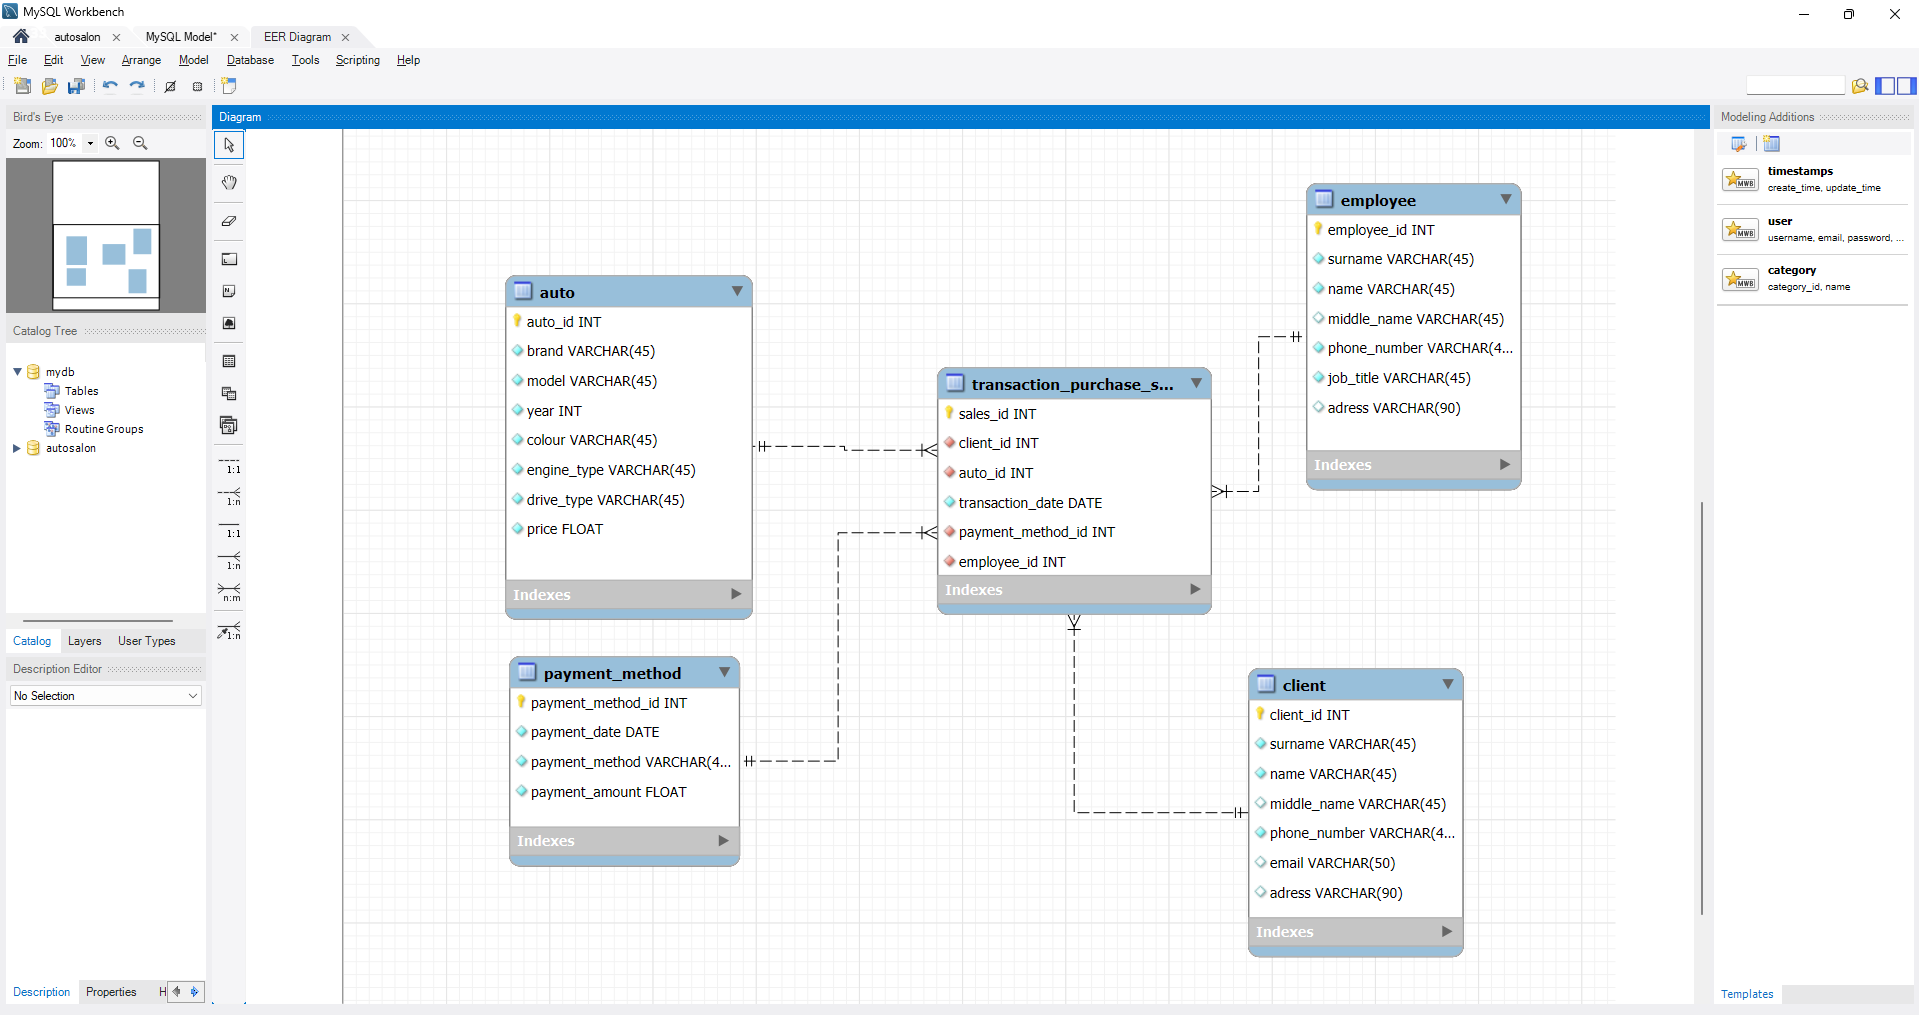 MySQL Workbench
autosalon
MySQL Model*
EER Diagram
File Edit View Arrange Model Database Tools Scripting Help
Bird's Eye
Zoom: 100%
Catalog Tree
mydb
Tables
Views
Routine Groups
autosalon
Catalog Layers User Types
Description Editor
No Selection
Description Properties H
Diagram
1:1
1:n
1:1
1:n
n:m
1:n
auto
auto_id INT
brand VARCHAR(45)
model VARCHAR(45)
year INT
colour VARCHAR(45)
engine_type VARCHAR(45)
drive_type VARCHAR(45)
price FLOAT
Indexes
payment_method
payment_method_id INT
payment_date DATE
payment_method VARCHAR(4...
payment_amount FLOAT
Indexes
transaction_purchase_s...
sales_id INT
client_id INT
auto_id INT
transaction_date DATE
payment_method_id INT
employee_id INT
Indexes
employee
employee_id INT
surname VARCHAR(45)
name VARCHAR(45)
middle_name VARCHAR(45)
phone_number VARCHAR(4...
job_title VARCHAR(45)
adress VARCHAR(90)
Indexes
client
client_id INT
surname VARCHAR(45)
name VARCHAR(45)
middle_name VARCHAR(45)
phone_number VARCHAR(4...
email VARCHAR(50)
adress VARCHAR(90)
Indexes
Modeling Additions
MWB
timestamps
create_time, update_time
MWB
user
username, email, password, ...
MWB
category
category_id, name
Templates